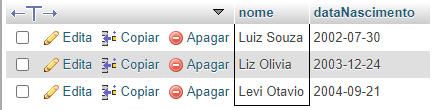 nome dataNascimento
Edita Copiar Apagar Luiz Souza 2002-07-30
Edita Copiar Apagar Liz Olivia 2003-12-24
Edita Copiar Apagar Levi Otavio 2004-09-21